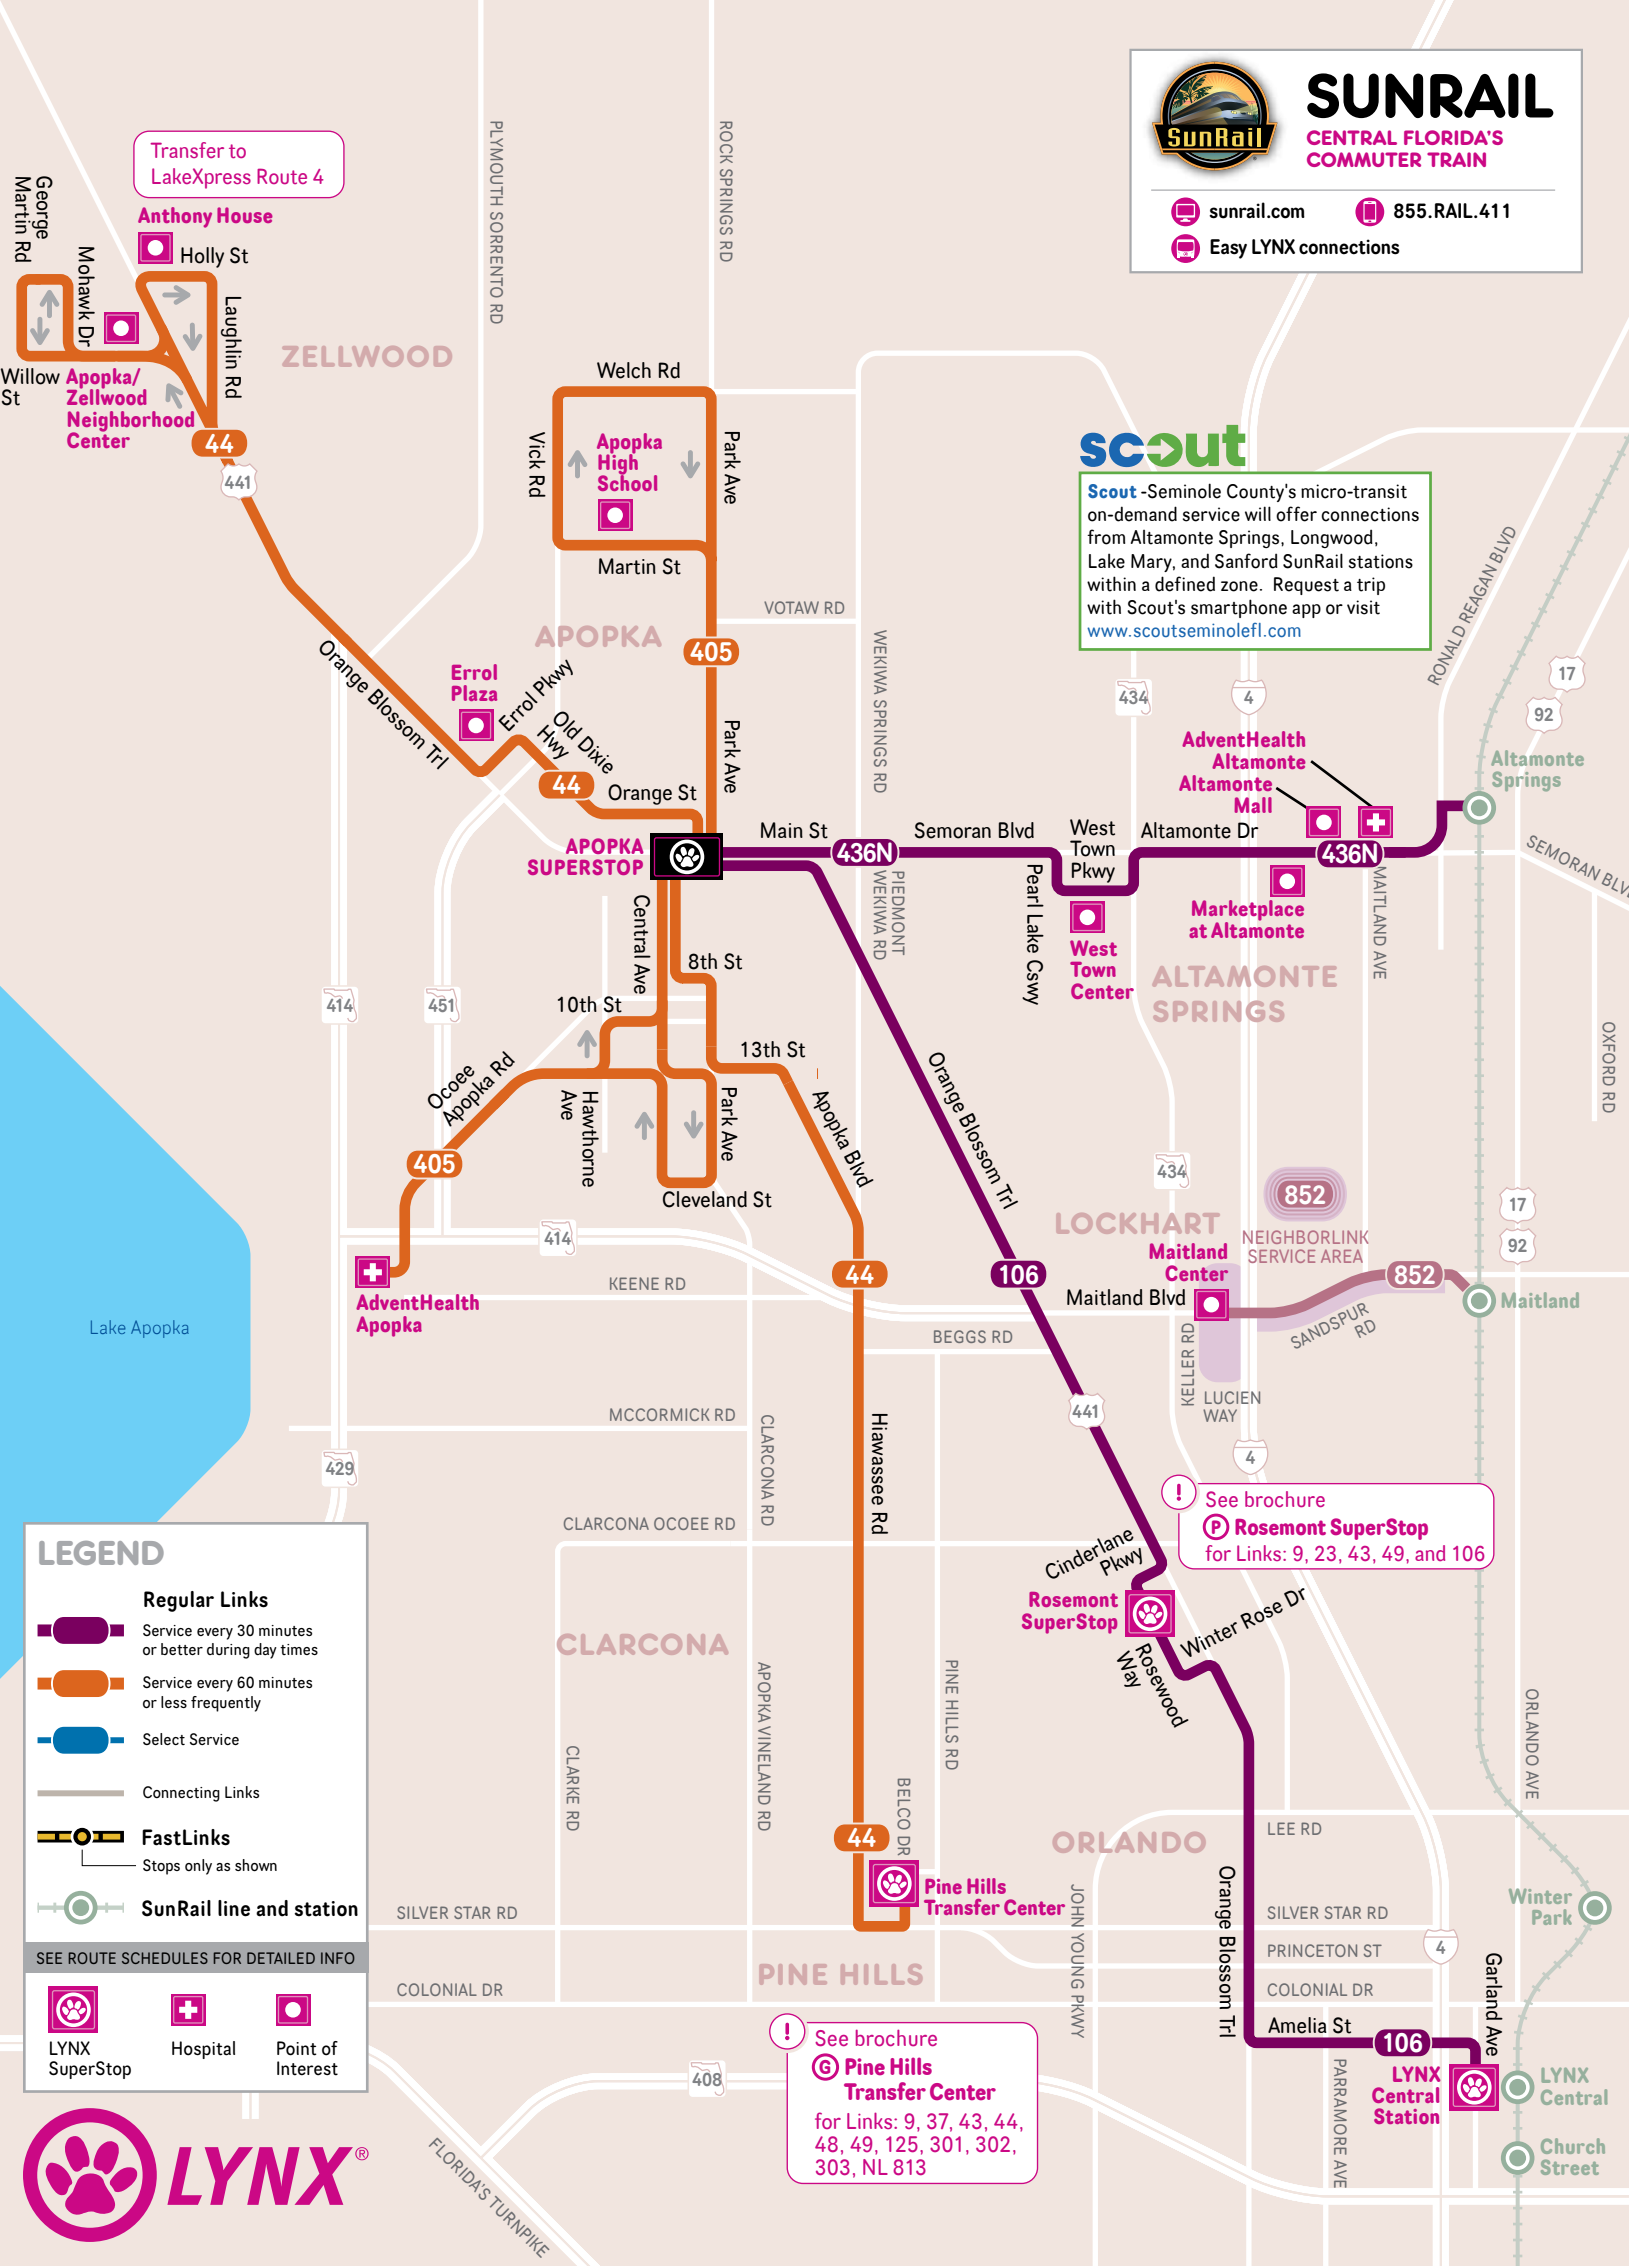 SunRail
SUNRAIL
CENTRAL FLORIDA'S
COMMUTER TRAIN
sunrail.com
855.RAIL.411
Easy LYNX connections
Transfer to
LakeXpress Route 4
Anthony House
George
Martin Rd
Mohawk Dr
Holly St
Laughlin Rd
Willow
St
Apopka/
Zellwood
Neighborhood
Center
44
441
ZELLWOOD
PLYMOUTH SORRENTO RD
ROCK SPRINGS RD
Welch Rd
Vick Rd
Apopka
High
School
Park Ave
Martin St
VOTAW RD
APOPKA
405
WEKIWA SPRINGS RD
scout
Scout -Seminole County's micro-transit
on-demand service will offer connections
from Altamonte Springs, Longwood,
Lake Mary, and Sanford SunRail stations
within a defined zone. Request a trip
with Scout's smartphone app or visit
www.scoutseminolefl.com
RONALD REAGAN BLVD
17
92
434
4
Orange Blossom Trl
Errol
Plaza
Errol Pkwy
Old Dixie
Hwy
44
Orange St
Park Ave
APOPKA
SUPERSTOP
Main St
436N
Semoran Blvd
West
Town
Pkwy
Altamonte Dr
AdventHealth
Altamonte
Altamonte
Mall
436N
Altamonte
Springs
SEMORAN BLV
PIEDMONT
WEKIWA RD
Pearl Lake Cswy
West
Town
Center
Marketplace
at Altamonte
MAITLAND AVE
ALTAMONTE
SPRINGS
OXFORD RD
Central Ave
8th St
10th St
13th St
414
451
Ocoee
Apopka Rd
Hawthorne
Ave
Park Ave
Apopka Blvd
Orange Blossom Trl
405
Cleveland St
414
434
852
NEIGHBORLINK
SERVICE AREA
LOCKHART
Maitland
Center
17
92
44
106
852
Maitland Blvd
Maitland
SANDSPUR
RD
AdventHealth
Apopka
KEENE RD
BEGGS RD
KELLER RD
LUCIEN
WAY
Lake Apopka
441
4
MCCORMICK RD
CLARCONA RD
Hiawassee Rd
429
CLARCONA OCOEE RD
!
See brochure
P Rosemont SuperStop
for Links: 9, 23, 43, 49, and 106
Cinderlane
Pkwy
Rosemont
SuperStop
Winter Rose Dr
Rosewood
Way
CLARCONA
CLARKE RD
APOPKA VINELAND RD
PINE HILLS RD
BELCO DR
ORLANDO AVE
LEGEND
Regular Links
Service every 30 minutes
or better during day times
Service every 60 minutes
or less frequently
Select Service
Connecting Links
FastLinks
Stops only as shown
SunRail line and station
SEE ROUTE SCHEDULES FOR DETAILED INFO
LYNX
SuperStop
Hospital
Point of
Interest
44
Pine Hills
Transfer Center
ORLANDO
LEE RD
JOHN YOUNG PKWY
Orange Blossom Trl
SILVER STAR RD
SILVER STAR RD
PRINCETON ST
4
Winter
Park
PINE HILLS
COLONIAL DR
COLONIAL DR
Garland Ave
Amelia St
106
LYNX
Central
Station
LYNX
Central
Church
Street
PARRAMORE AVE
408
!
See brochure
G Pine Hills
Transfer Center
for Links: 9, 37, 43, 44,
48, 49, 125, 301, 302,
303, NL 813
FLORIDA'S TURNPIKE
LYNX®